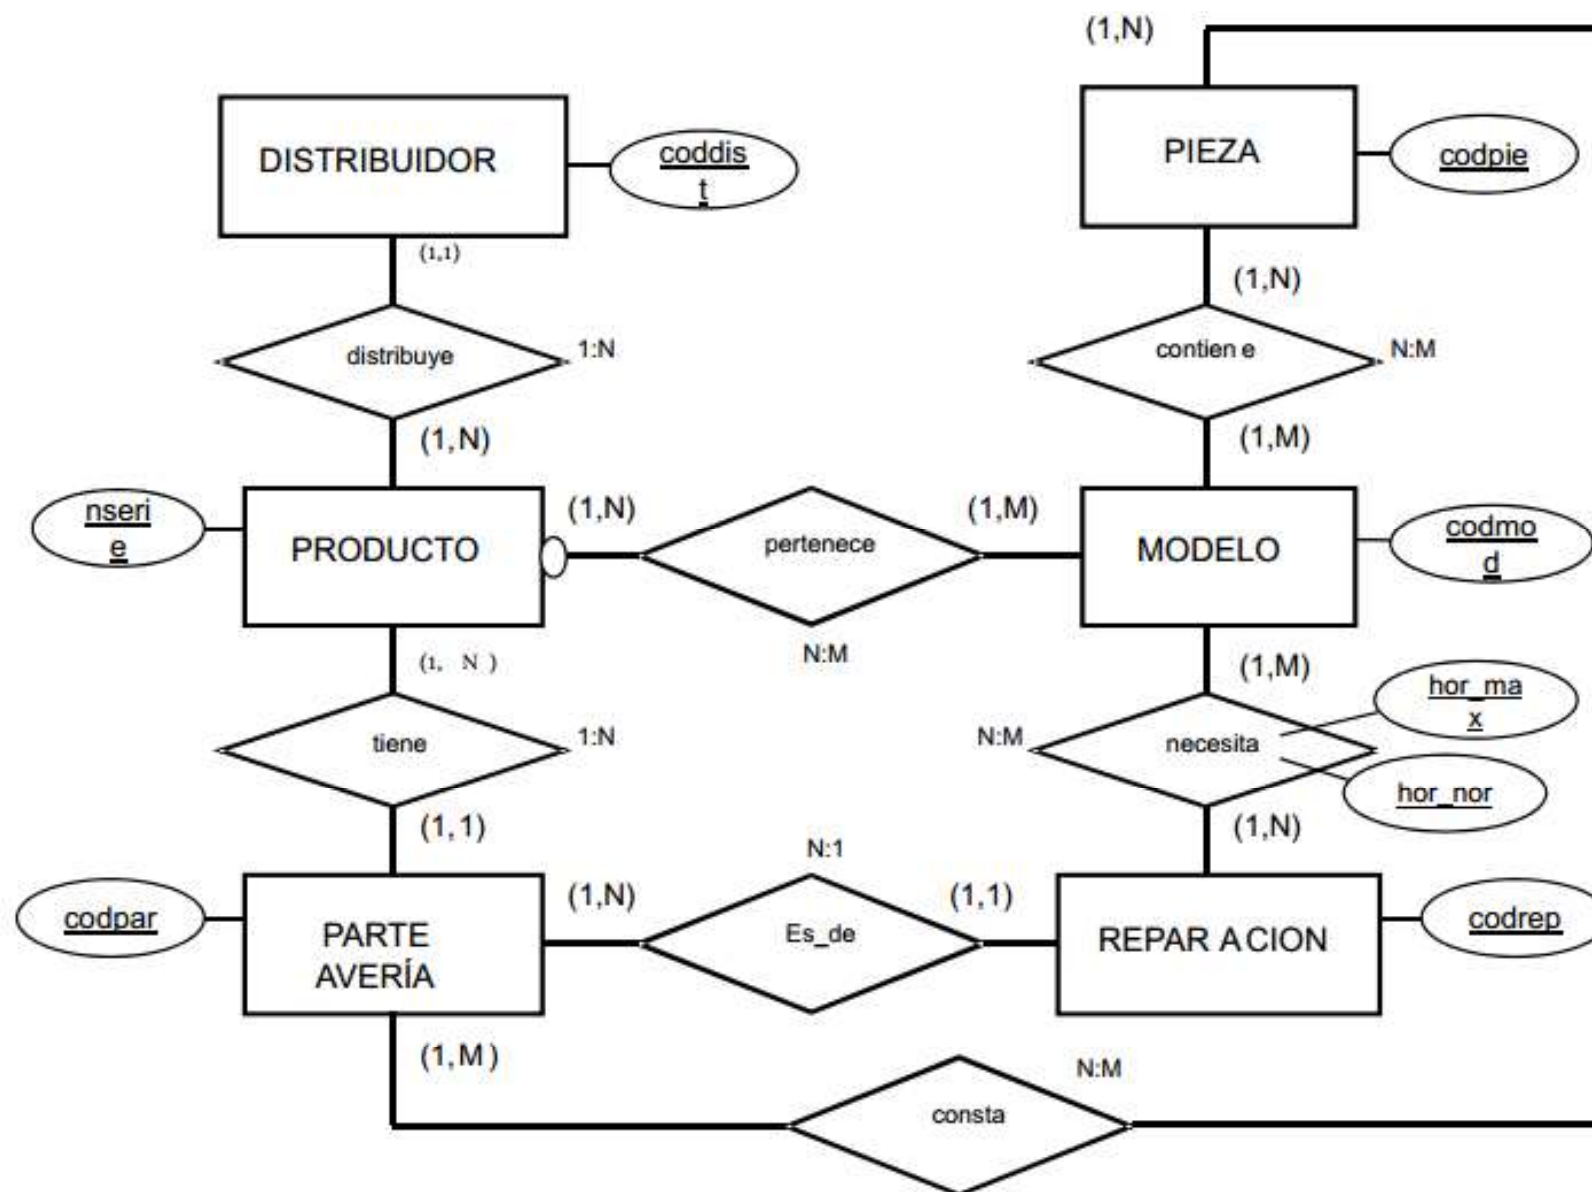 (1,N)
DISTRIBUIDOR
coddis
t
PIEZA
codpie
(1,1)
(1,N)
distribuye
1:N
contien e
N:M
(1,N)
(1,M)
nseri
e
PRODUCTO
(1,N)
pertenece
(1,M)
MODELO
codmo
d
N:M
(1, N )
(1,M)
hor_ma
x
tiene
1:N
N:M
necesita
hor_nor
(1,1)
N:1
(1,N)
codpar
PARTE
AVERÍA
(1,N)
Es_de
(1,1)
REPAR A CION
codrep
(1,M )
N:M
consta